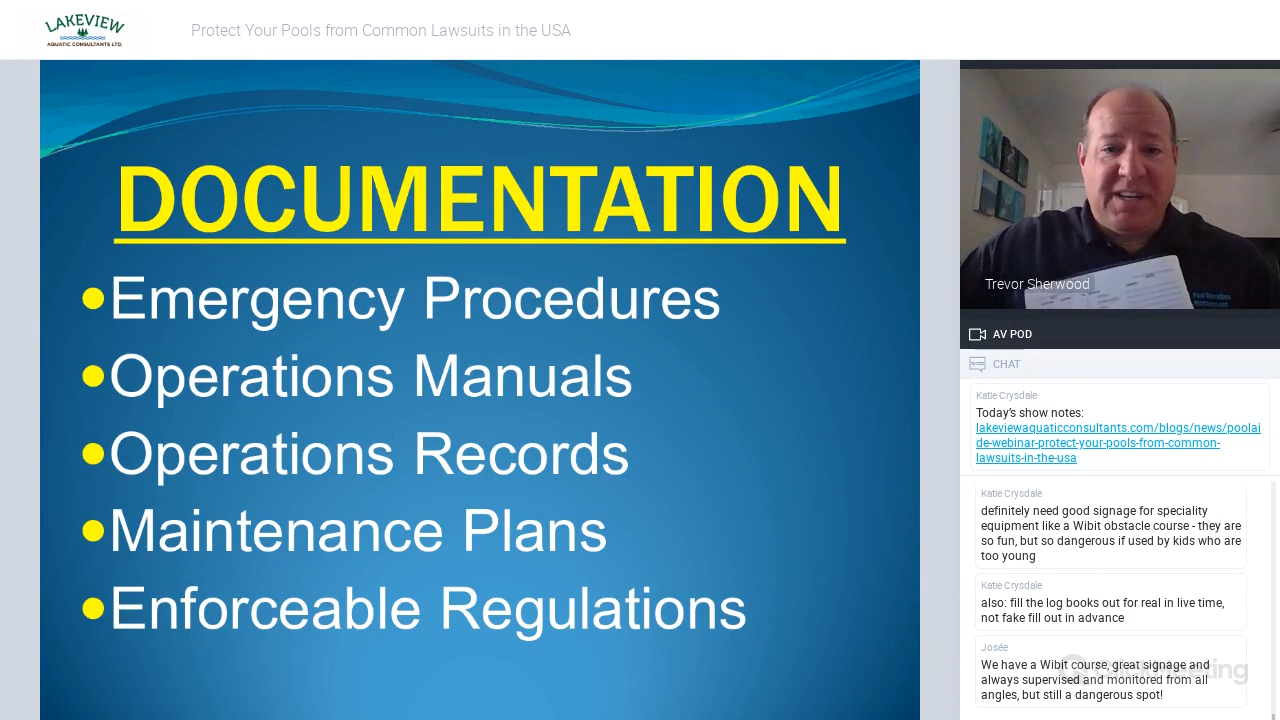 LAKEVIEW
AQUATIC CONSULTANTS LTD.
Protect Your Pools from Common Lawsuits in the USA
DOCUMENTATION
•Emergency Procedures
•Operations Manuals
•Operations Records
•Maintenance Plans
•Enforceable Regulations
Trevor Sherwood
AV POD
CHAT
Katie Crysdale
Today's show notes:
lakeviewaquaticconsultants.com/blogs/news/poolai
de-webinar-protect-your-pools-from-common-
lawsuits-in-the-usa
Katie Crysdale
definitely need good signage for speciality
equipment like a Wibit obstacle course - they are
so fun, but so dangerous if used by kids who are
too young
Katie Crysdale
also: fill the log books out for real in live time,
not fake fill out in advance
Josée
We have a Wibit course, great signage and
always supervised and monitored from all
angles, but still a dangerous spot!
ClickMeeting